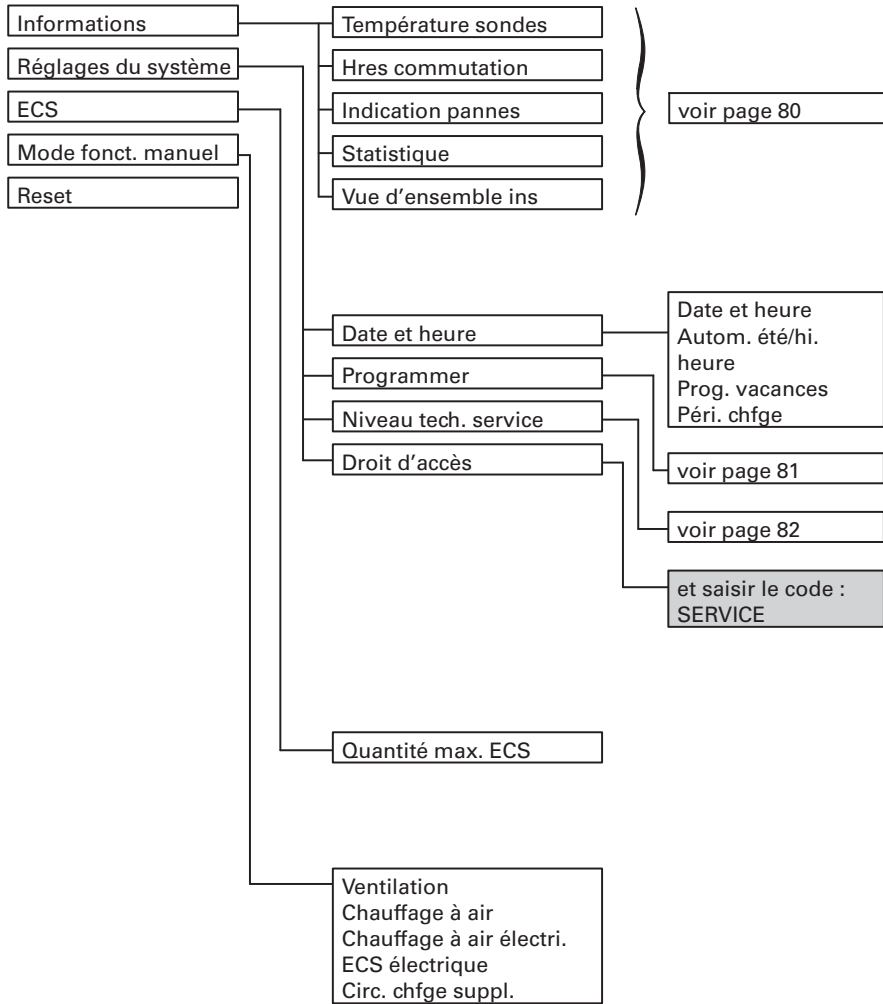 Informations
Réglages du système
ECS
Mode fonct. manuel
Reset
Température sondes
Hres commutation
Indication pannes
Statistique
Vue d'ensemble ins
voir page 80
Date et heure
Programmer
Niveau tech. service
Droit d'accès
Date et heure
Autom. été/hi.
heure
Prog. vacances
Péri. chfge
voir page 81
voir page 82
et saisir le code :
SERVICE
Quantité max. ECS
Ventilation
Chauffage à air
Chauffage à air électri.
ECS électrique
Circ. chfge suppl.